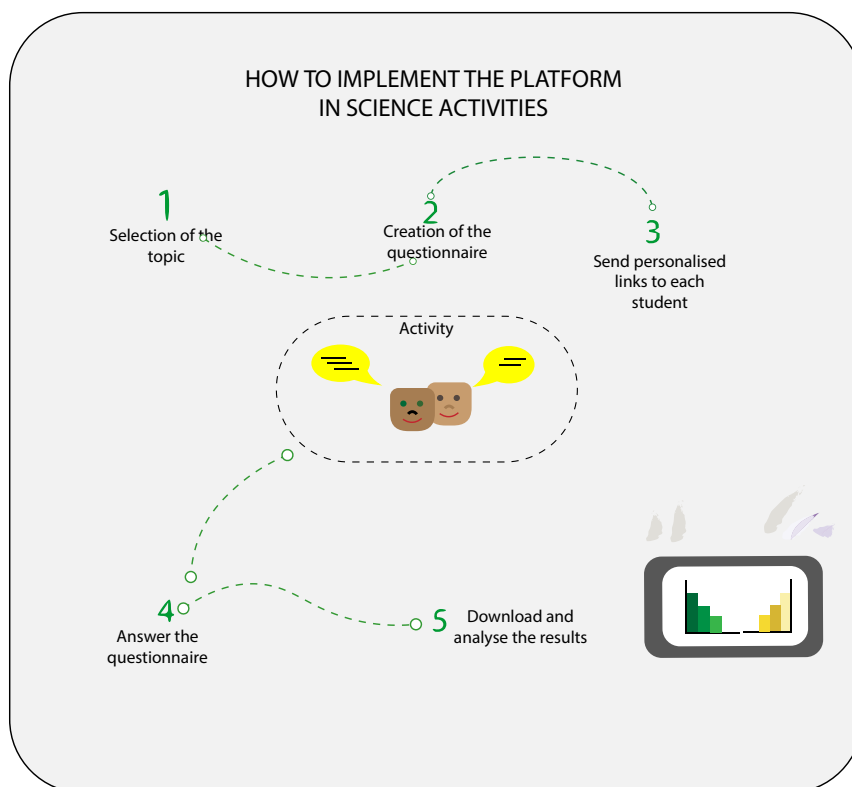 HOW TO IMPLEMENT THE PLATFORM
IN SCIENCE ACTIVITIES
1
Selection of the
topic
2
Creation of the
questionnaire
3
Send personalised
links to each
student
Activity
4
Answer the
questionnaire
5
Download and
analyse the results